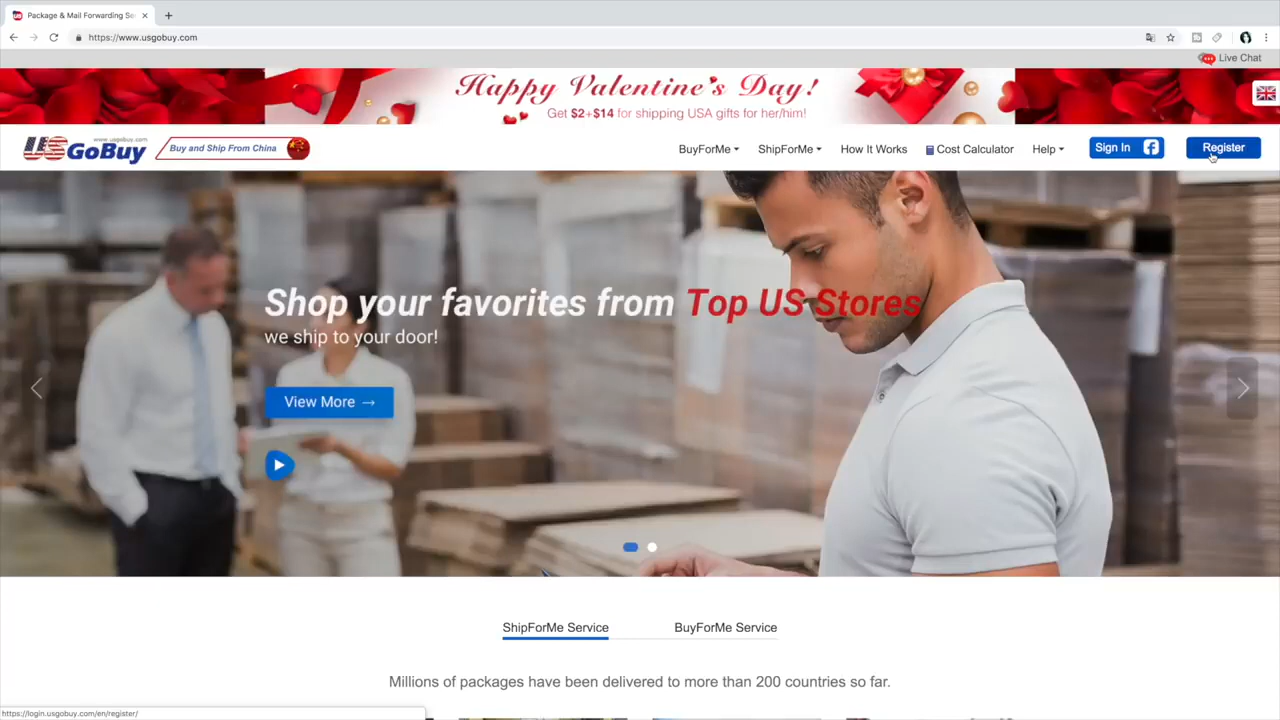 Package & Mail Forwarding Se
https://www.usgobuy.com
Live Chat
Happy Valentine's Day!
Get $2+$14 for shipping USA gifts for her/him!
www.usgobuy.com
USGoBuy
Buy and Ship From China
BuyForMe
ShipForMe
How It Works
Cost Calculator
Help
Sign In
Register
Shop your favorites from Top US Stores
we ship to your door!
View More →
ShipForMe Service
BuyForMe Service
Millions of packages have been delivered to more than 200 countries so far.
https://login.usgobuy.com/en/register/